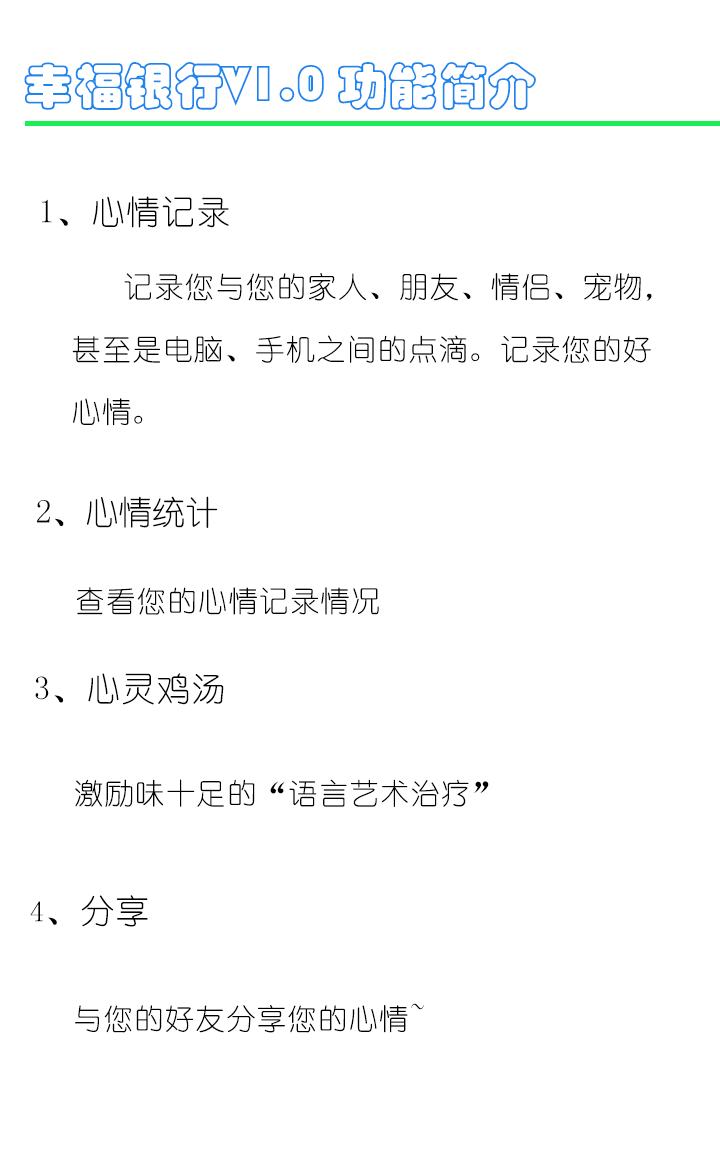 幸福银行V1.0 功能简介
1、心情记录
记录您与您的家人、朋友、情侣、宠物，
甚至是电脑、手机之间的点滴。记录您的好
心情。
2、心情统计
查看您的心情记录情况
3、心灵鸡汤
激励味十足的“语言艺术治疗”
4、分享
与您的好友分享您的心情~